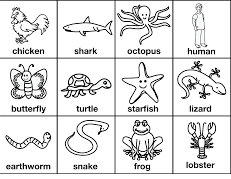 chicken shark octopus human
butterfly turtle starfish lizard
earthworm snake frog lobster